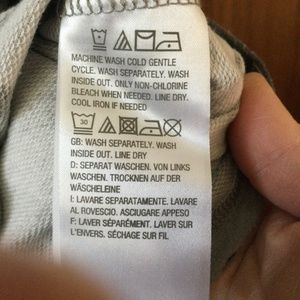 MACHINE WASH COLD GENTLE
CYCLE. WASH SEPARATELY. WASH
INSIDE OUT. ONLY NON-CHLORINE
BLEACH WHEN NEEDED. LINE DRY.
COOL IRON IF NEEDED
30
GB: WASH SEPARATELY. WASH
INSIDE OUT. LINE DRY
D: SEPARAT WASCHEN. VON LINKS
WASCHEN. TROCKNEN AUF DER
WÄSCHELEINE
I: LAVARE SEPARATAMENTE. LAVARE
AL ROVESCIO. ASCIUGARE APPESO
F: LAVER SÉPARÉMENT. LAVER SUR
L'ENVERS. SÉCHAGE SUR FIL